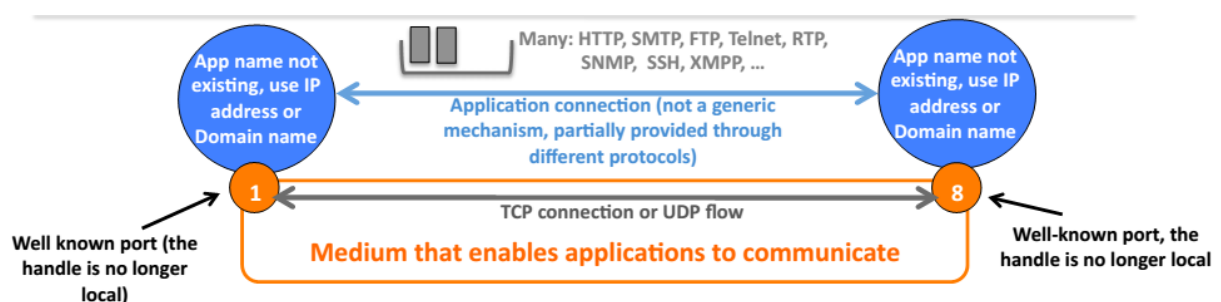 Many: HTTP, SMTP, FTP, Telnet, RTP,
SNMP, SSH, XMPP, ...
App name not
existing, use IP
address or
Domain name
App name not
existing, use IP
address or
Domain name
Application connection (not a generic
mechanism, partially provided through
different protocols)
1
8
TCP connection or UDP flow
Well known port (the
handle is no longer
local)
Medium that enables applications to communicate
Well-known port, the
handle is no longer local